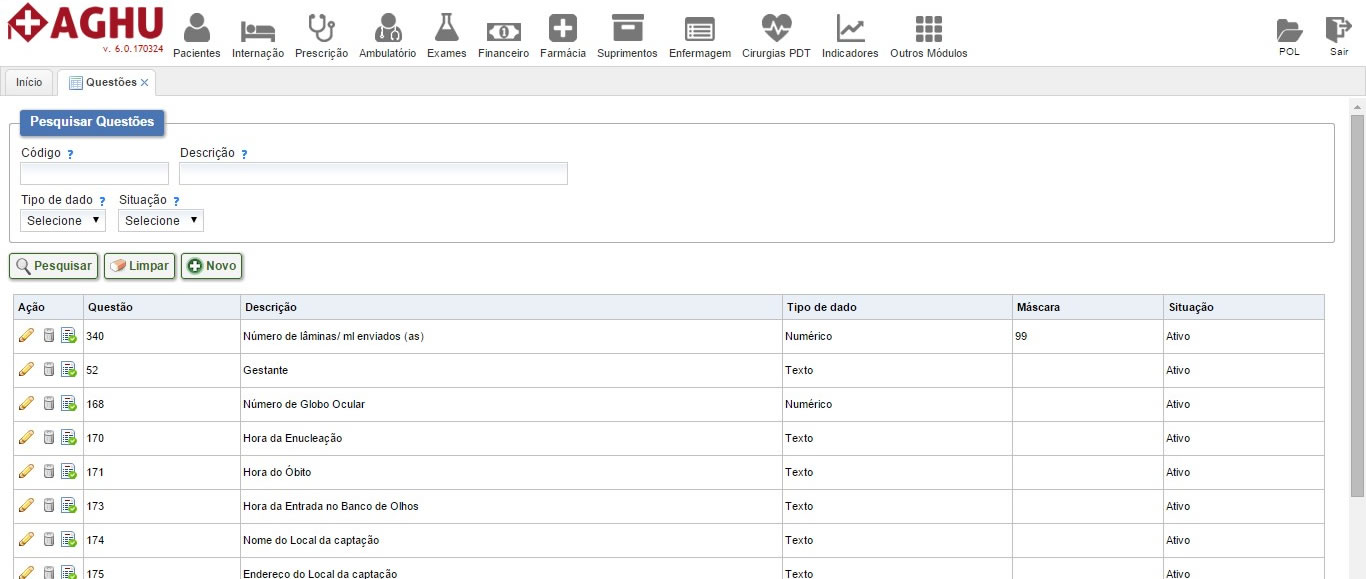 AGHU
v. 6.0.170324
Pacientes Internação Prescrição Ambulatório Exames Financeiro Farmácia Suprimentos Enfermagem Cirurgias PDT Indicadores Outros Módulos POL Sair
Início Questões
Pesquisar Questões
Código ? Descrição ?
Tipo de dado ? Situação ?
Selecione Selecione
Pesquisar Limpar Novo
Ação Questão Descrição Tipo de dado Máscara Situação
340 Número de lâminas/ ml enviados (as) Numérico 99 Ativo
52 Gestante Texto Ativo
168 Número de Globo Ocular Numérico Ativo
170 Hora da Enucleação Texto Ativo
171 Hora do Óbito Texto Ativo
173 Hora da Entrada no Banco de Olhos Texto Ativo
174 Nome do Local da captação Texto Ativo
175 Endereço do Local da captação Texto Ativo